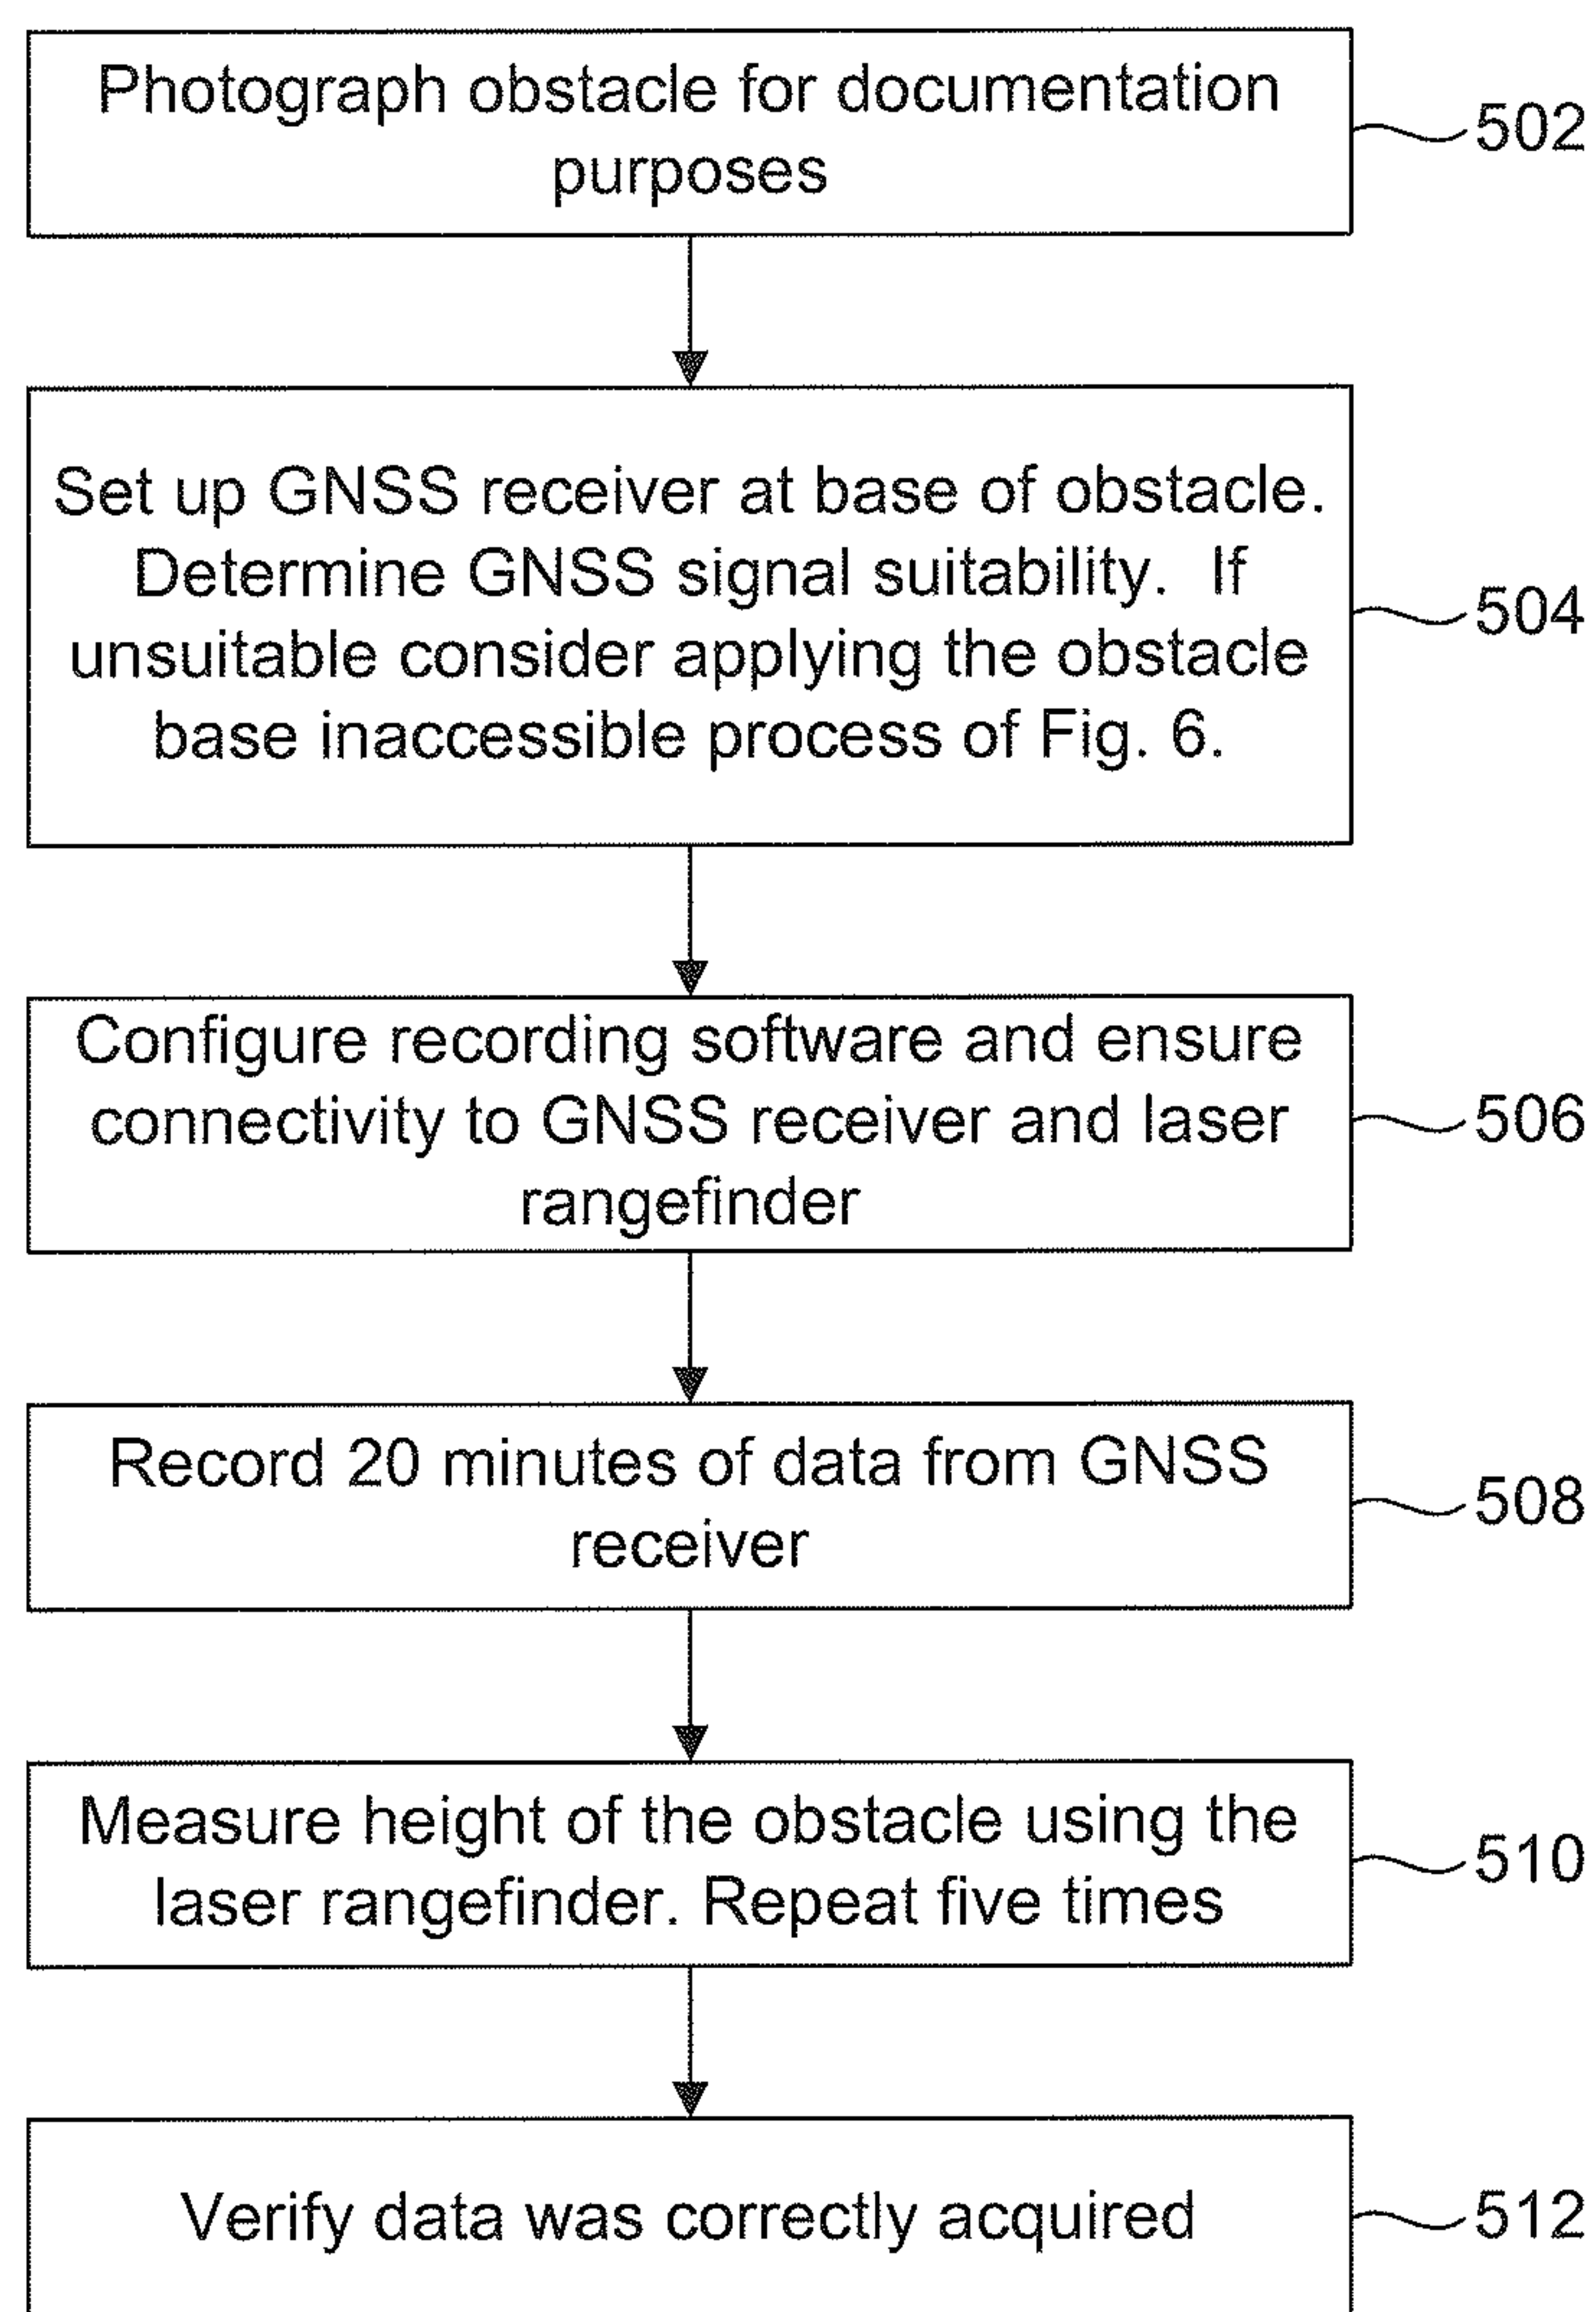 Photograph obstacle for documentation
purposes
502
Set up GNSS receiver at base of obstacle.
Determine GNSS signal suitability.  If
unsuitable consider applying the obstacle
base inaccessible process of Fig. 6.
504
Configure recording software and ensure
connectivity to GNSS receiver and laser
rangefinder
506
Record 20 minutes of data from GNSS
receiver
508
Measure height of the obstacle using the
laser rangefinder. Repeat five times
510
Verify data was correctly acquired
512